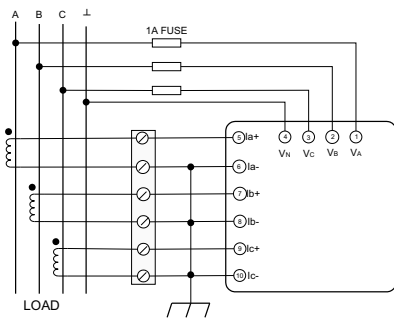 A B C ⊥
1A FUSE
5 Ia+ 4 3 2 1
VN VC VB VA
6 Ia-
7 Ib+
8 Ib-
9 Ic+
10 Ic-
LOAD